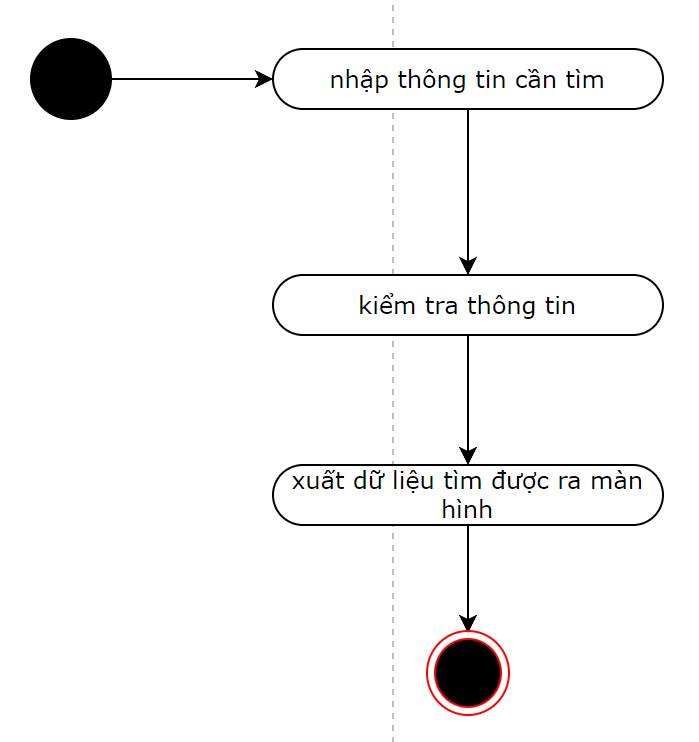 nhập thông tin cần tìm
kiểm tra thông tin
xuất dữ liệu tìm được ra màn
hình